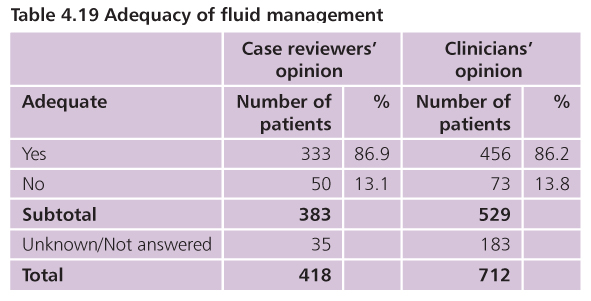 Table 4.19 Adequacy of fluid management
Case reviewers’ Clinicians’
opinion opinion
Adequate Number of % Number of %
patients patients
Yes 333 86.9 456 86.2
No 50 13.1 73 13.8
Subtotal 383 529
Unknown/Not answered 35 183
Total 418 712